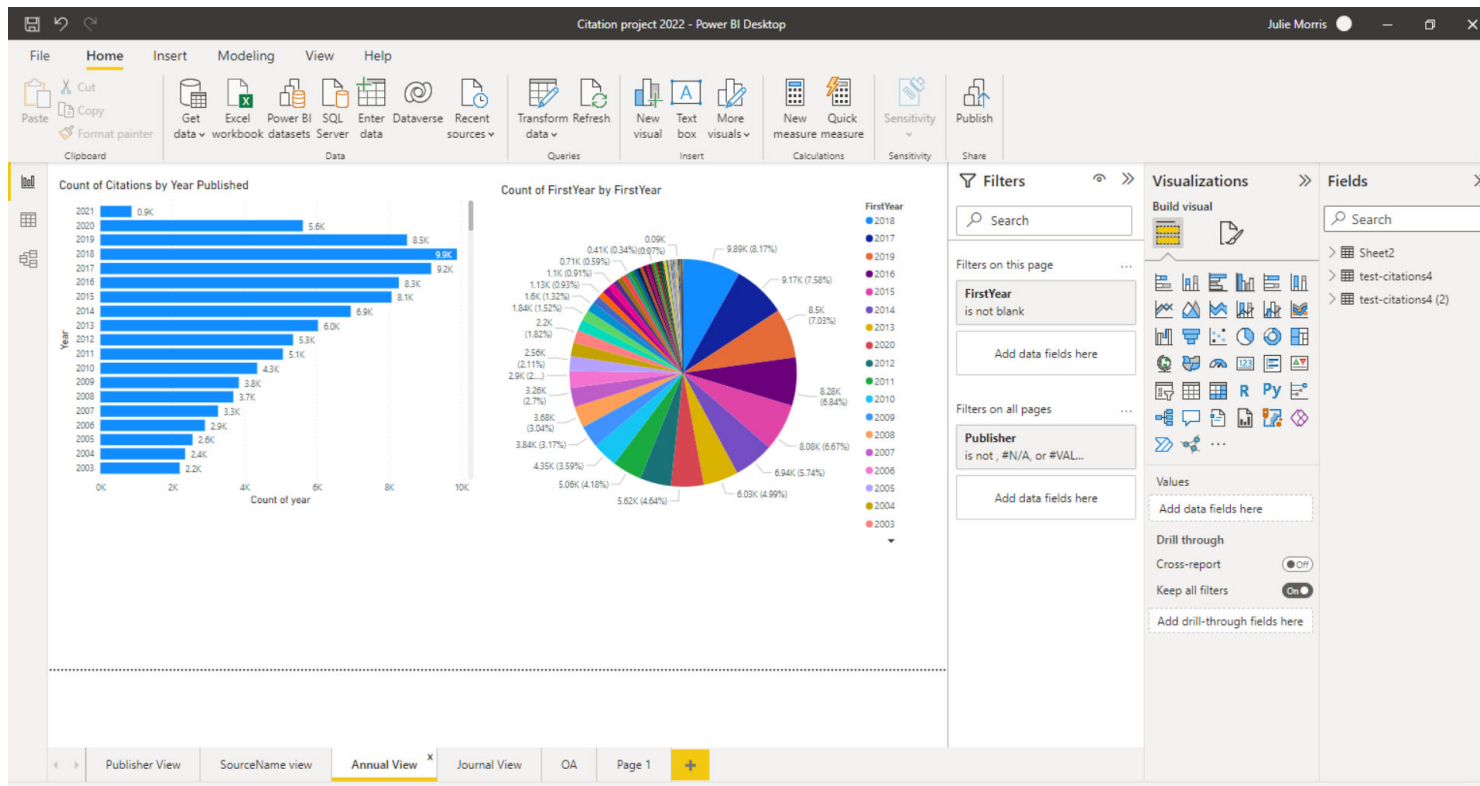 Citation project 2022 - Power BI Desktop
Julie Morris
File Home Insert Modeling View Help
Paste
Cut
Copy
Format painter
Clipboard
Get data
Excel workbook
Power BI datasets
SQL Server
Enter data
Dataverse
Recent sources
Data
Transform data
Refresh
Queries
New visual
Text box
More visuals
Insert
New measure
Quick measure
Calculations
Sensitivity
Sensitivity
Publish
Share
Count of Citations by Year Published
2021 0.9K
2020 5.6K
2019 8.5K
2018 9.9K
2017 9.2K
2016 8.3K
2015 8.1K
2014 6.9K
2013 6.0K
2012 5.3K
2011 5.1K
2010 4.3K
2009 3.8K
2008 3.7K
2007 3.3K
2006 2.9K
2005 2.6K
2004 2.4K
2003 2.2K
Year
0K 2K 4K 6K 8K 10K
Count of year
Count of FirstYear by FirstYear
9.89K (8.17%)
9.17K (7.58%)
8.5K
(7.03%)
8.28K
(6.84%)
8.08K (6.67%)
6.94K (5.74%)
6.03K (4.99%)
5.62K (4.64%)
5.06K (4.18%)
4.35K (3.59%)
3.84K (3.17%)
3.68K
(3.04%)
3.26K
(2.7%)
2.9K (2....)
2.56K
(2.11%)
2.2K
(1.82%)
1.84K (1.52%)
1.6K (1.32%)
1.13K (0.93%)
1.1K (0.91%)
0.71K (0.59%)
0.41K (0.34%)
0.09K
(0.07%)
FirstYear
2018
2017
2019
2016
2015
2014
2013
2020
2012
2011
2010
2009
2008
2007
2006
2005
2004
2003
Filters
Search
Filters on this page
...
FirstYear
is not blank
Add data fields here
Filters on all pages
...
Publisher
is not , #N/A, or #VAL...
Add data fields here
Visualizations
Build visual
123
R
Py
...
Values
Add data fields here
Drill through
Cross-report
Off
Keep all filters
On
Add drill-through fields here
Fields
Search
Sheet2
test-citations4
test-citations4 (2)
Publisher View
SourceName view
Annual View x
Journal View
OA
Page 1
+